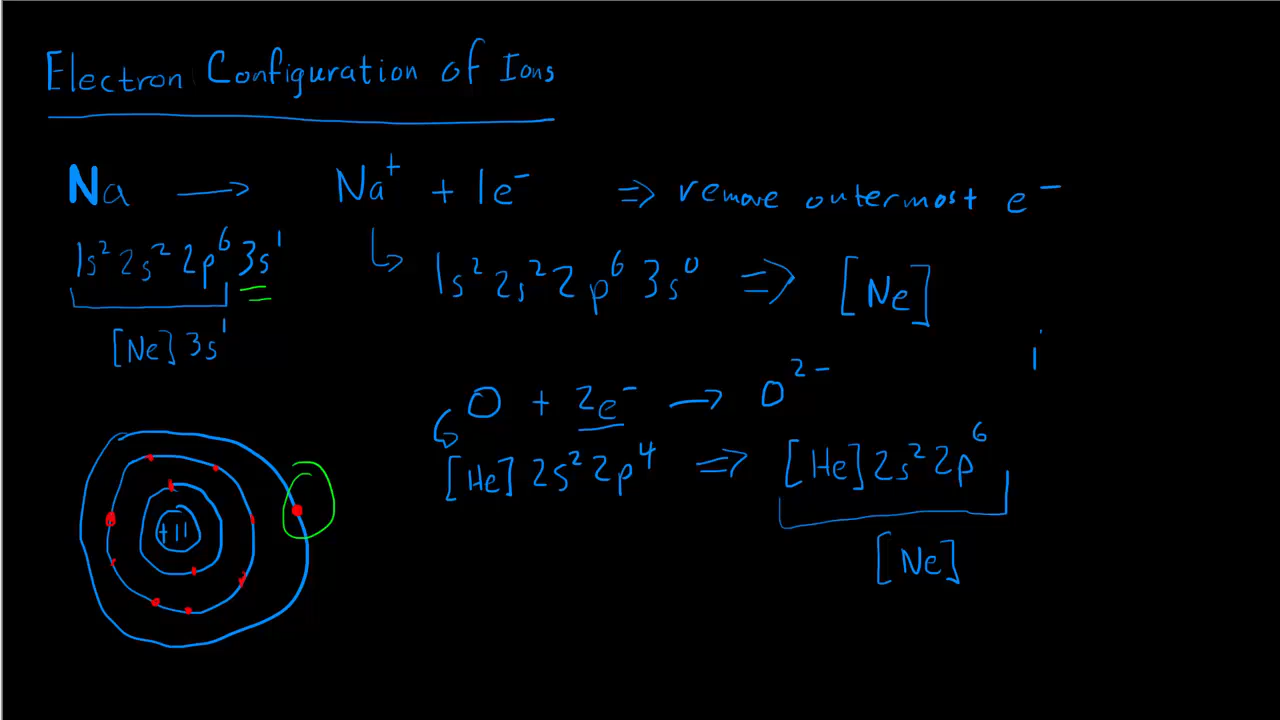 Electron Configuration of Ions
Na → Na⁺ + 1e⁻ ⇒ remove outermost e⁻
1s² 2s² 2p⁶ 3s¹
↳ 1s² 2s² 2p⁶ 3s⁰ ⇒ [Ne]
[Ne] 3s¹
i
O + 2e⁻ → O²⁻
[He] 2s² 2p⁴ ⇒ [He] 2s² 2p⁶
[Ne]
+11